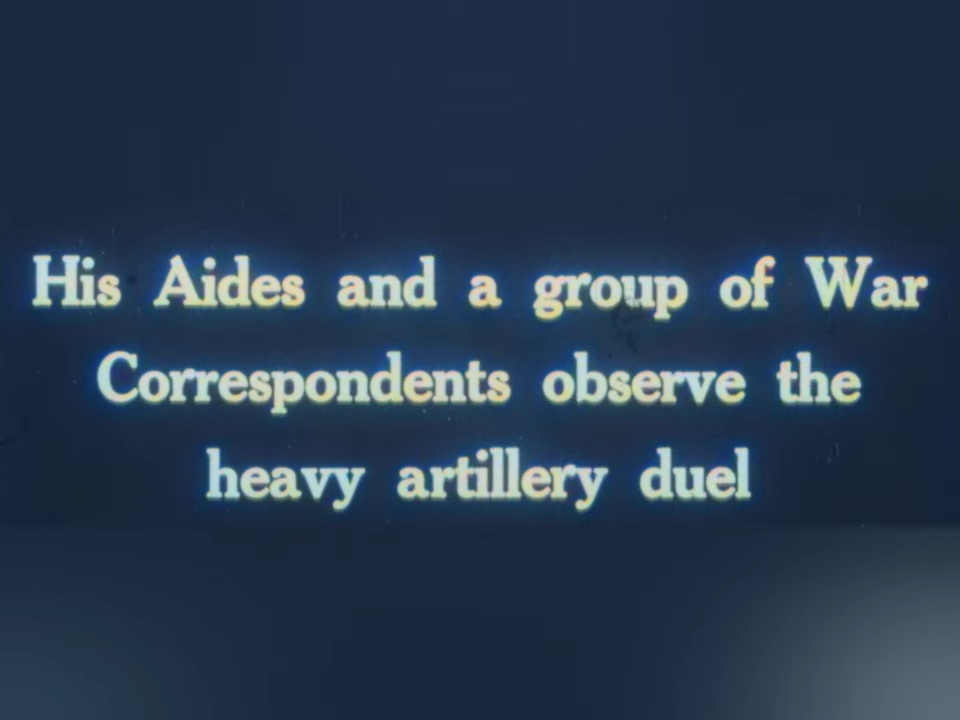 His Aides and a group of War
Correspondents observe the
heavy artillery duel